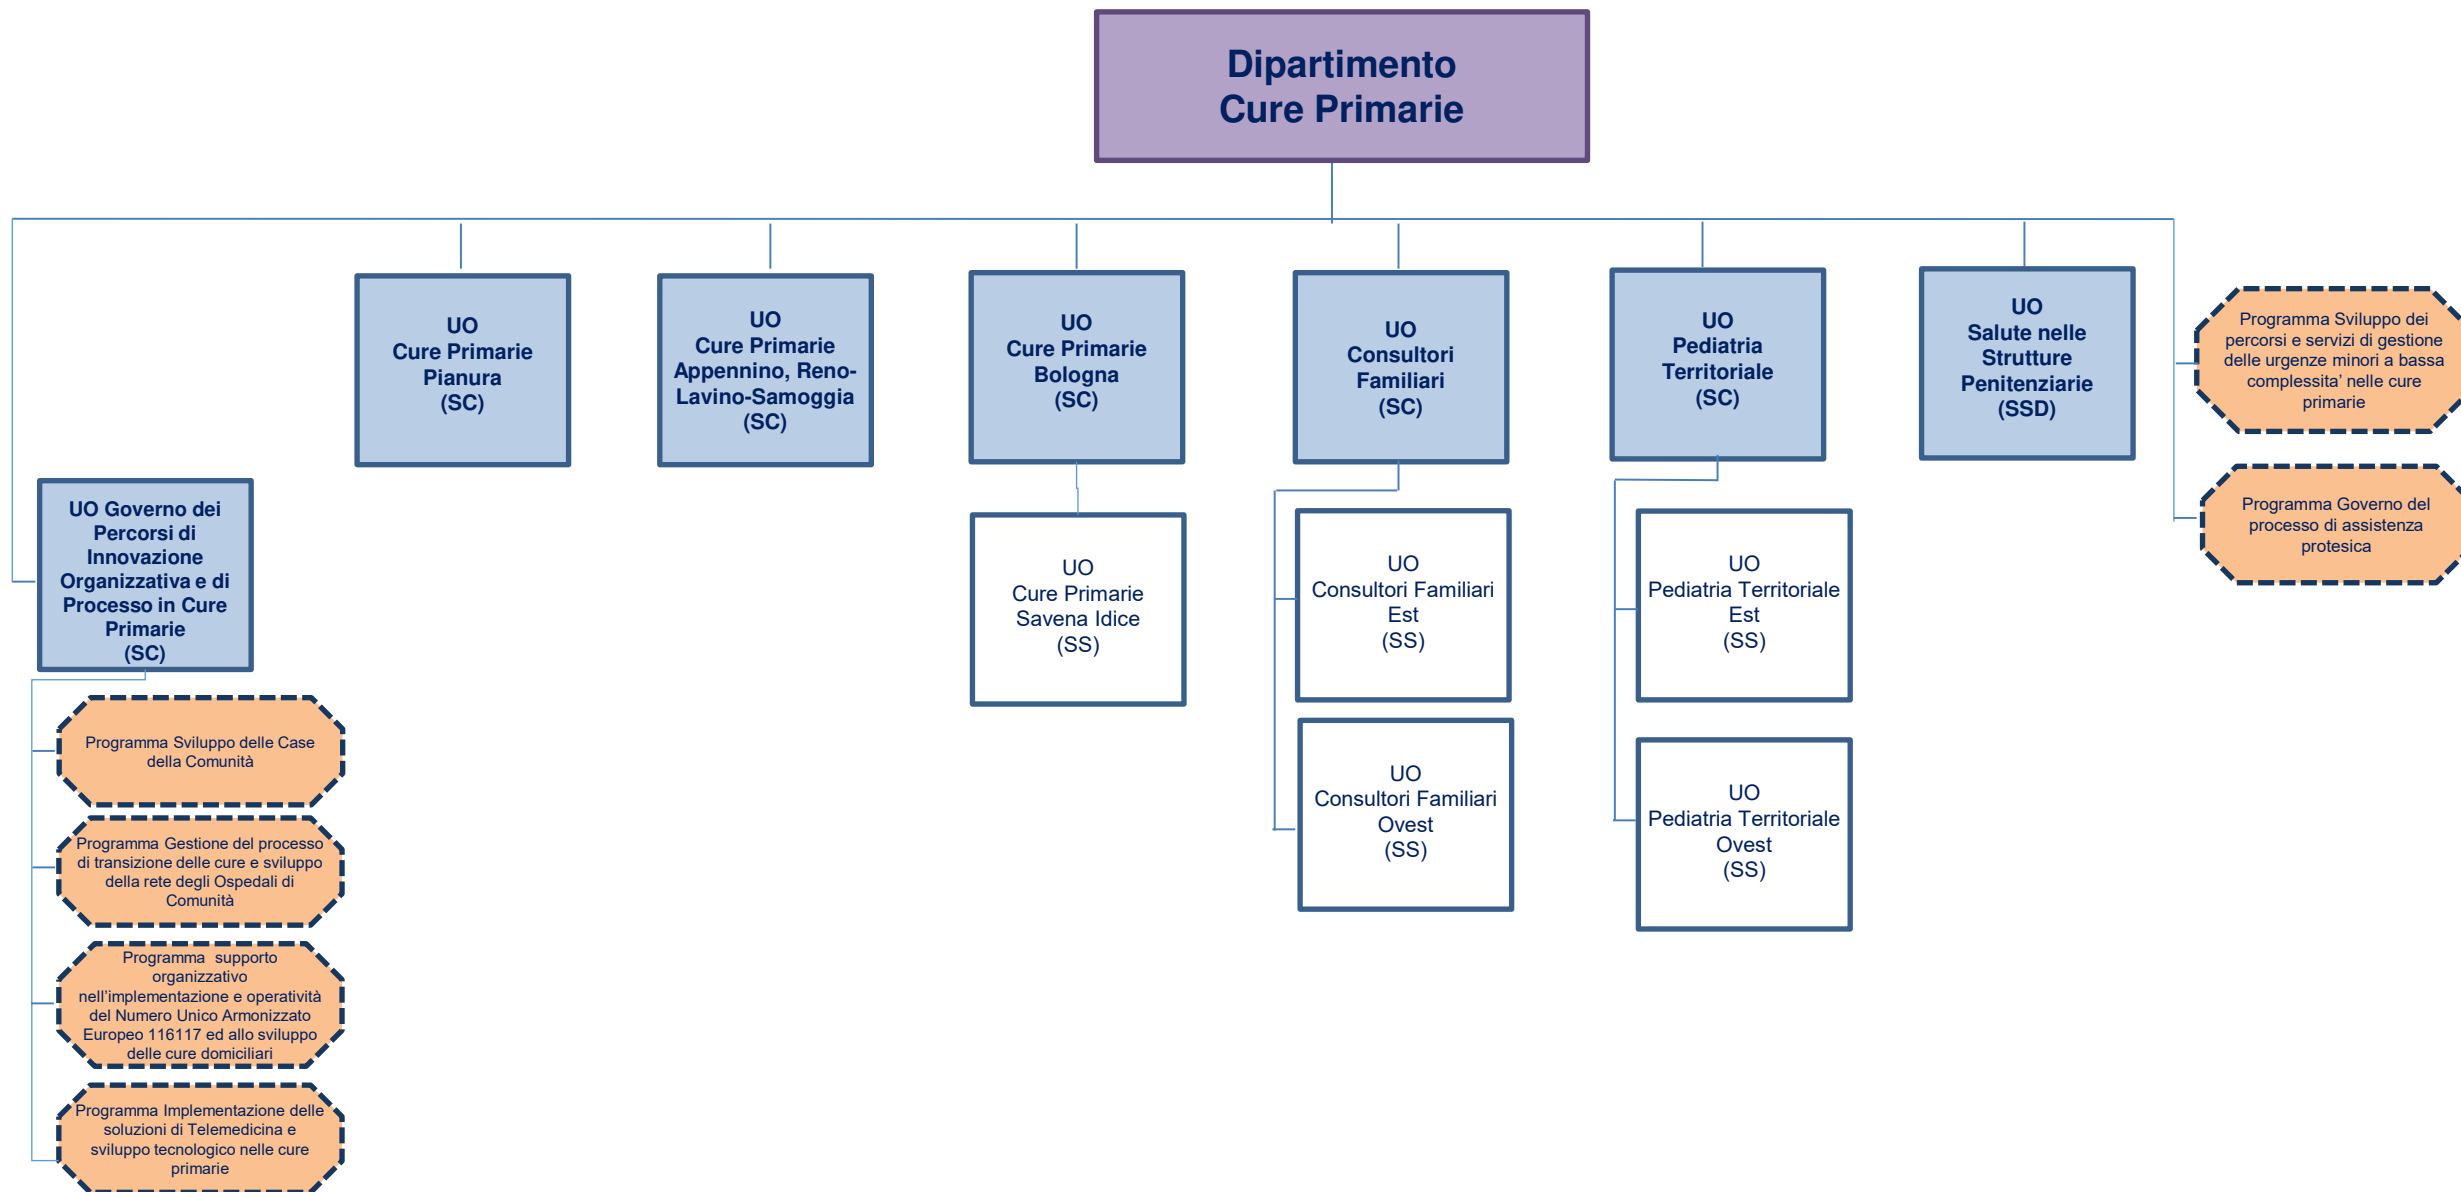 Dipartimento
Cure Primarie
UO
Cure Primarie
Pianura
(SC)
UO
Cure Primarie
Appennino, Reno-
Lavino-Samoggia
(SC)
UO
Cure Primarie
Bologna
(SC)
UO
Consultori
Familiari
(SC)
UO
Pediatria
Territoriale
(SC)
UO
Salute nelle
Strutture
Penitenziarie
(SSD)
Programma Sviluppo dei
percorsi e servizi di gestione
delle urgenze minori a bassa
complessita’ nelle cure
primarie
Programma Governo del
processo di assistenza
protesica
UO Governo dei
Percorsi di
Innovazione
Organizzativa e di
Processo in Cure
Primarie
(SC)
UO
Cure Primarie
Savena Idice
(SS)
UO
Consultori Familiari
Est
(SS)
UO
Pediatria Territoriale
Est
(SS)
UO
Consultori Familiari
Ovest
(SS)
UO
Pediatria Territoriale
Ovest
(SS)
Programma Sviluppo delle Case
della Comunità
Programma Gestione del processo
di transizione delle cure e sviluppo
della rete degli Ospedali di
Comunità
Programma  supporto
organizzativo
nell’implementazione e operatività
del Numero Unico Armonizzato
Europeo 116117 ed allo sviluppo
delle cure domiciliari
Programma Implementazione delle
soluzioni di Telemedicina e
sviluppo tecnologico nelle cure
primarie